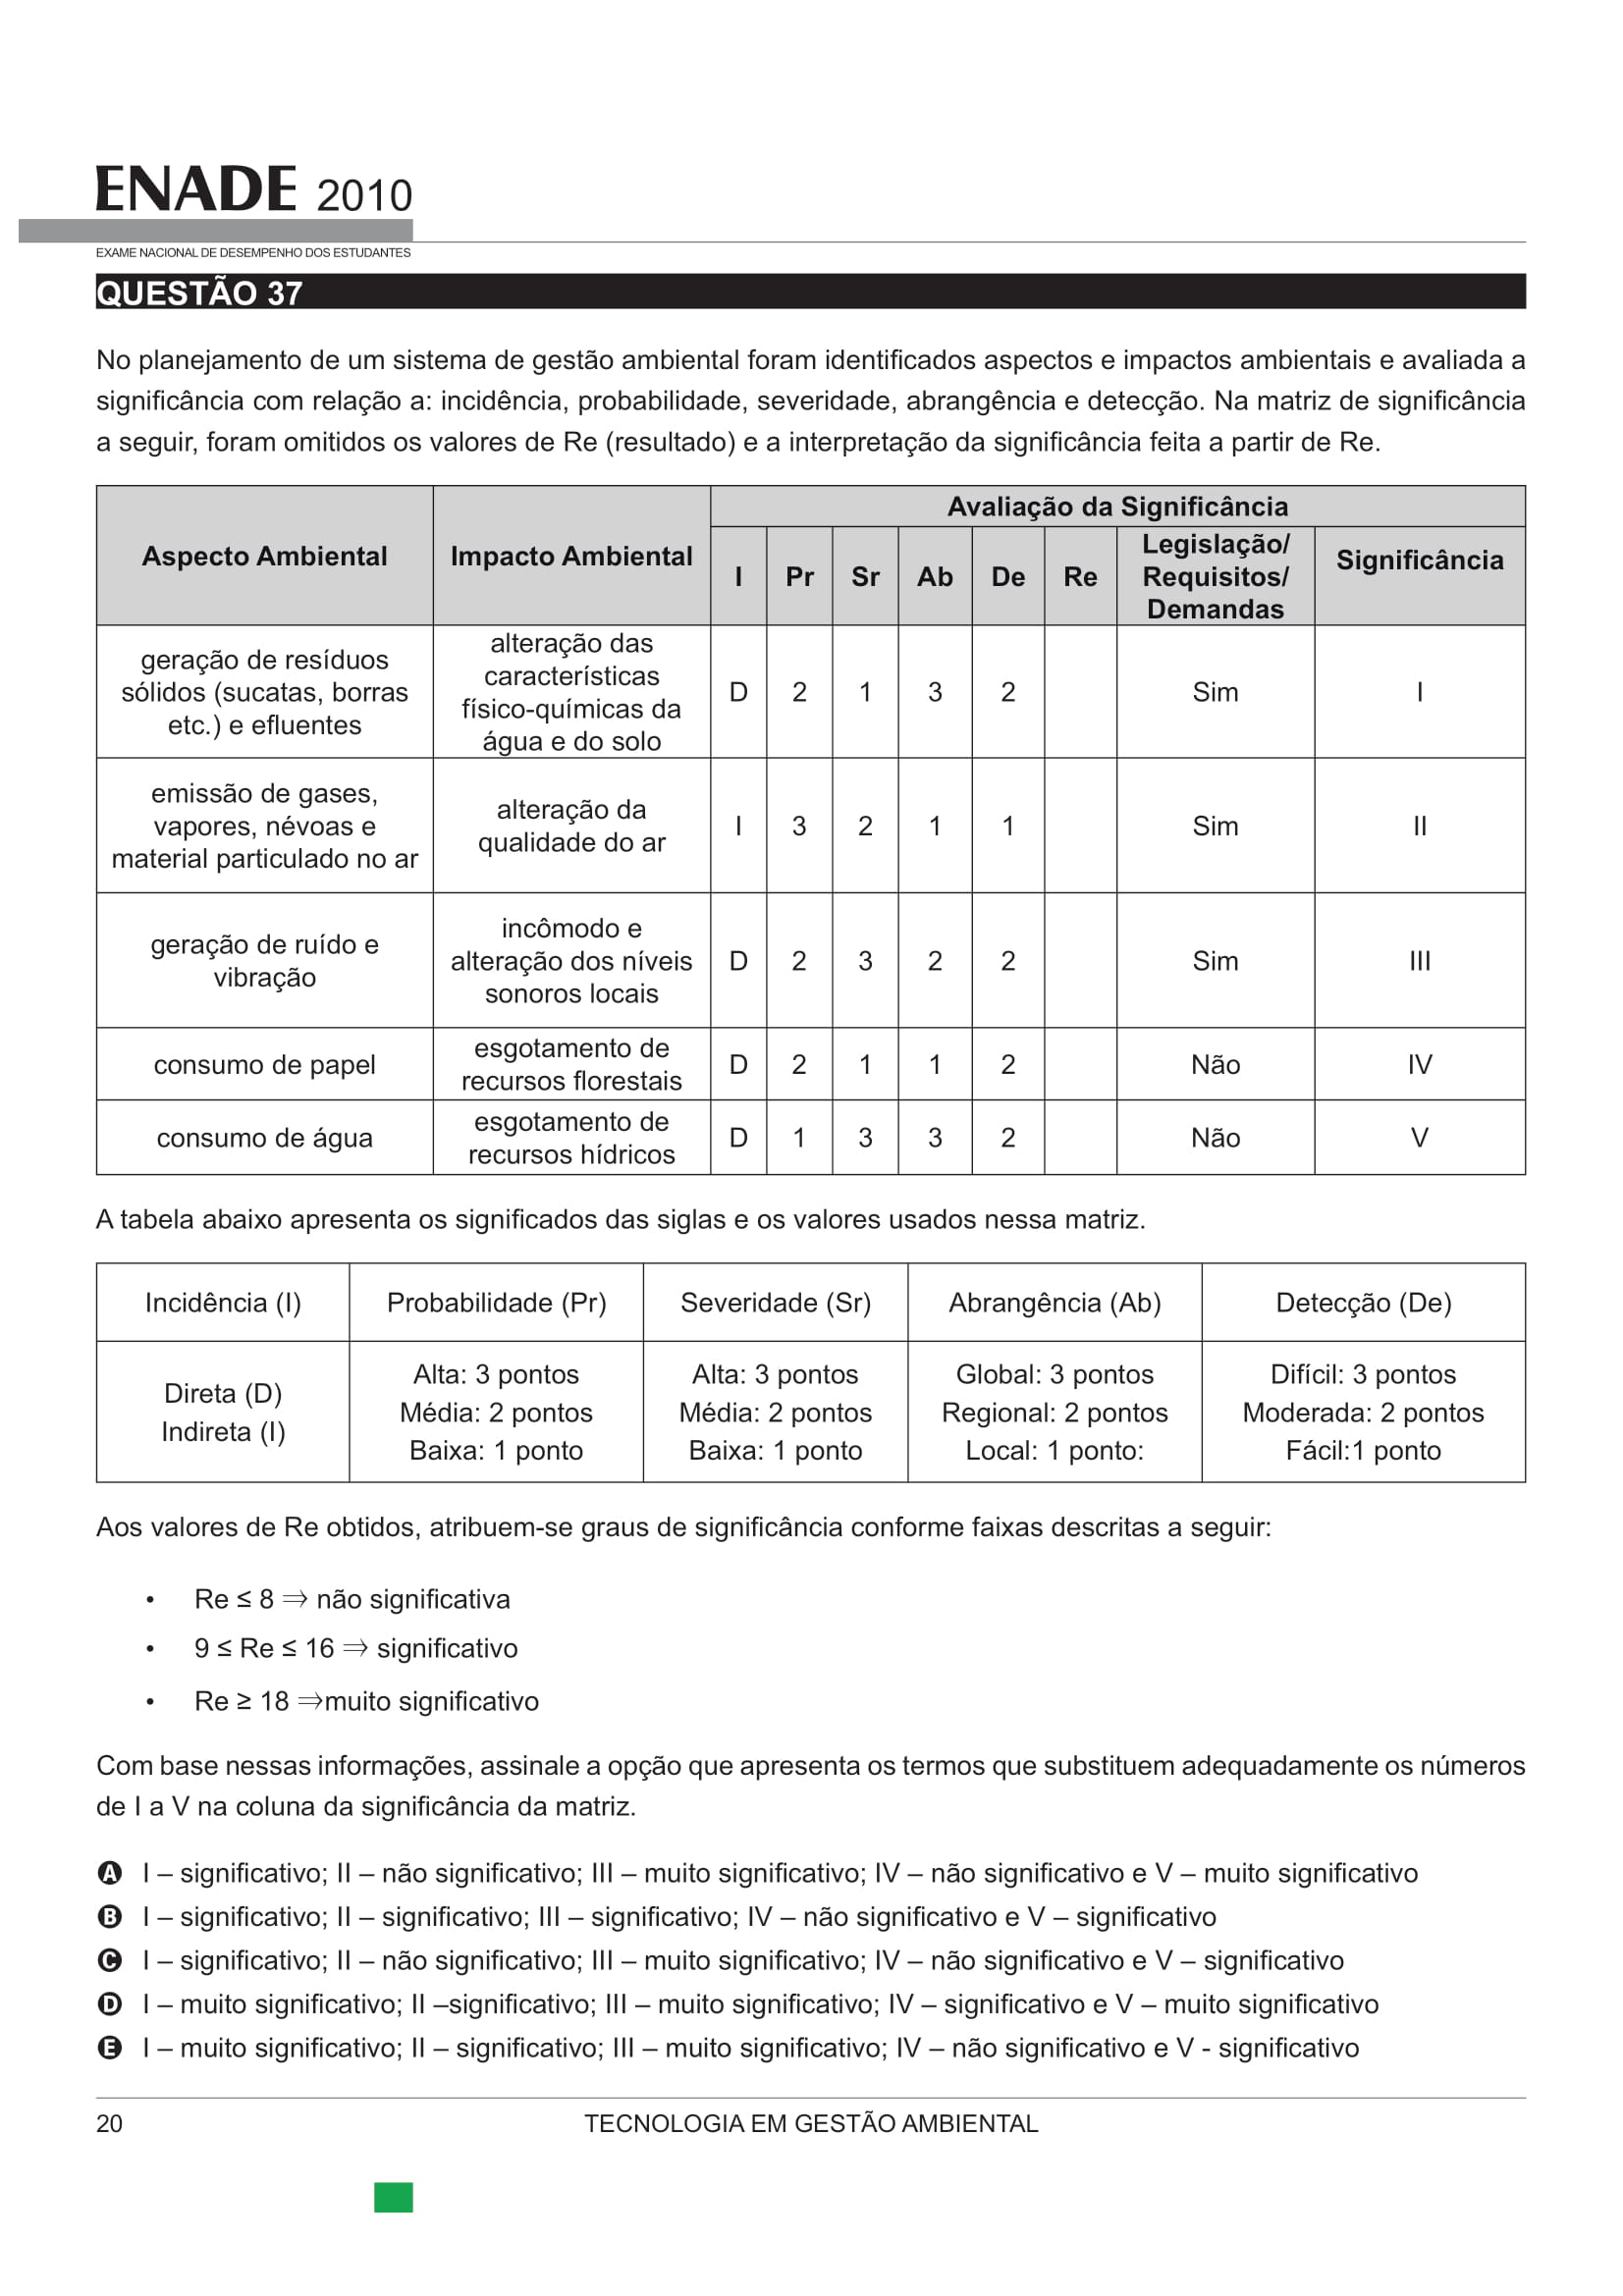 ENADE 2010
EXAME NACIONAL DE DESEMPENHO DOS ESTUDANTES
QUESTÃO 37
No planejamento de um sistema de gestão ambiental foram identificados aspectos e impactos ambientais e avaliada a
significância com relação a: incidência, probabilidade, severidade, abrangência e detecção. Na matriz de significância
a seguir, foram omitidos os valores de Re (resultado) e a interpretação da significância feita a partir de Re.
Aspecto Ambiental
Impacto Ambiental
Avaliação da Significância
I Pr Sr Ab De Re
Legislação/
Requisitos/
Demandas
Significância
geração de resíduos
sólidos (sucatas, borras
etc.) e efluentes
alteração das
características
físico-químicas da
água e do solo
D 2 1 3 2 Sim I
emissão de gases,
vapores, névoas e
material particulado no ar
alteração da
qualidade do ar
I 3 2 1 1 Sim II
geração de ruído e
vibração
incômodo e
alteração dos níveis
sonoros locais
D 2 3 2 2 Sim III
consumo de papel
esgotamento de
recursos florestais
D 2 1 1 2 Não IV
consumo de água
esgotamento de
recursos hídricos
D 1 3 3 2 Não V
A tabela abaixo apresenta os significados das siglas e os valores usados nessa matriz.
Incidência (I) Probabilidade (Pr) Severidade (Sr) Abrangência (Ab) Detecção (De)
Direta (D)
Indireta (I)
Alta: 3 pontos
Média: 2 pontos
Baixa: 1 ponto
Alta: 3 pontos
Média: 2 pontos
Baixa: 1 ponto
Global: 3 pontos
Regional: 2 pontos
Local: 1 ponto:
Difícil: 3 pontos
Moderada: 2 pontos
Fácil:1 ponto
Aos valores de Re obtidos, atribuem-se graus de significância conforme faixas descritas a seguir:
• Re ≤ 8 ⇒ não significativa
• 9 ≤ Re ≤ 16 ⇒ significativo
• Re ≥ 18 ⇒muito significativo
Com base nessas informações, assinale a opção que apresenta os termos que substituem adequadamente os números
de I a V na coluna da significância da matriz.
A I – significativo; II – não significativo; III – muito significativo; IV – não significativo e V – muito significativo
B I – significativo; II – significativo; III – significativo; IV – não significativo e V – significativo
C I – significativo; II – não significativo; III – muito significativo; IV – não significativo e V – significativo
D I – muito significativo; II –significativo; III – muito significativo; IV – significativo e V – muito significativo
E I – muito significativo; II – significativo; III – muito significativo; IV – não significativo e V - significativo
20
TECNOLOGIA EM GESTÃO AMBIENTAL